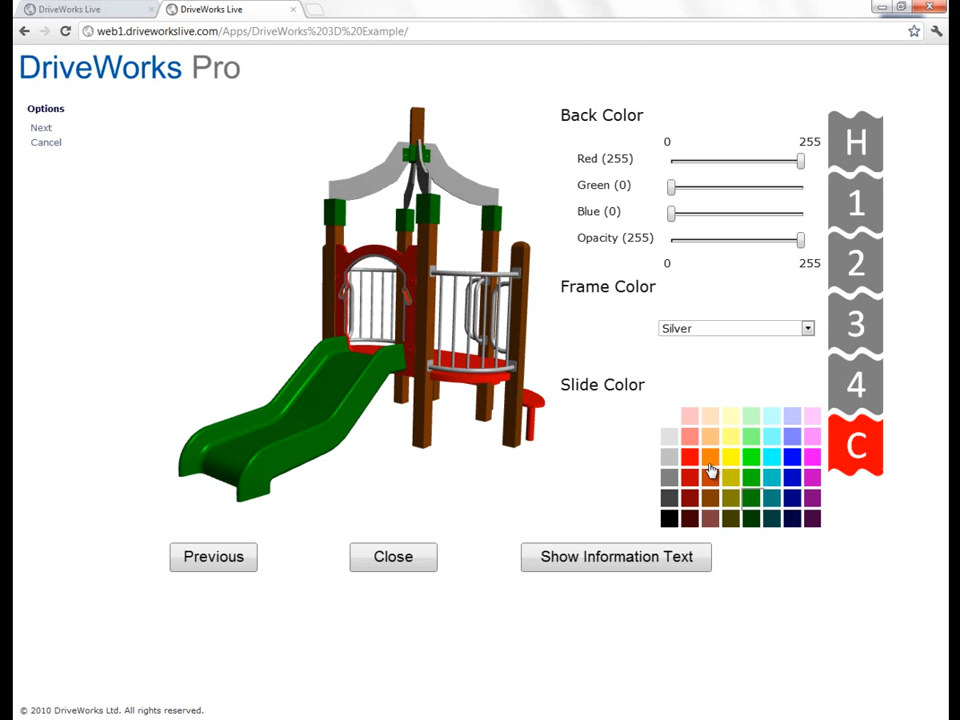 DriveWorks Live
DriveWorks Live
web1.driveworkslive.com/Apps/DriveWorks%203D%20Example/
DriveWorks Pro
Options
Next
Cancel
Back Color
0 255
Red (255)
Green (0)
Blue (0)
Opacity (255)
0 255
Frame Color
Silver
Slide Color
H
1
2
3
4
C
Previous
Close
Show Information Text
© 2010 DriveWorks Ltd. All rights reserved.